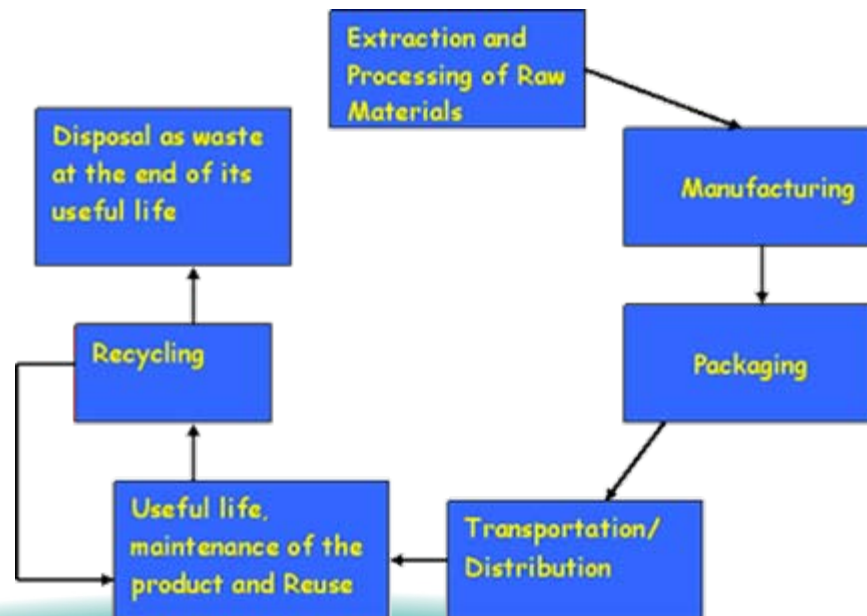 Extraction and
Processing of Raw
Materials
Manufacturing
Packaging
Transportation/
Distribution
Useful life,
maintenance of the
product and Reuse
Recycling
Disposal as waste
at the end of its
useful life